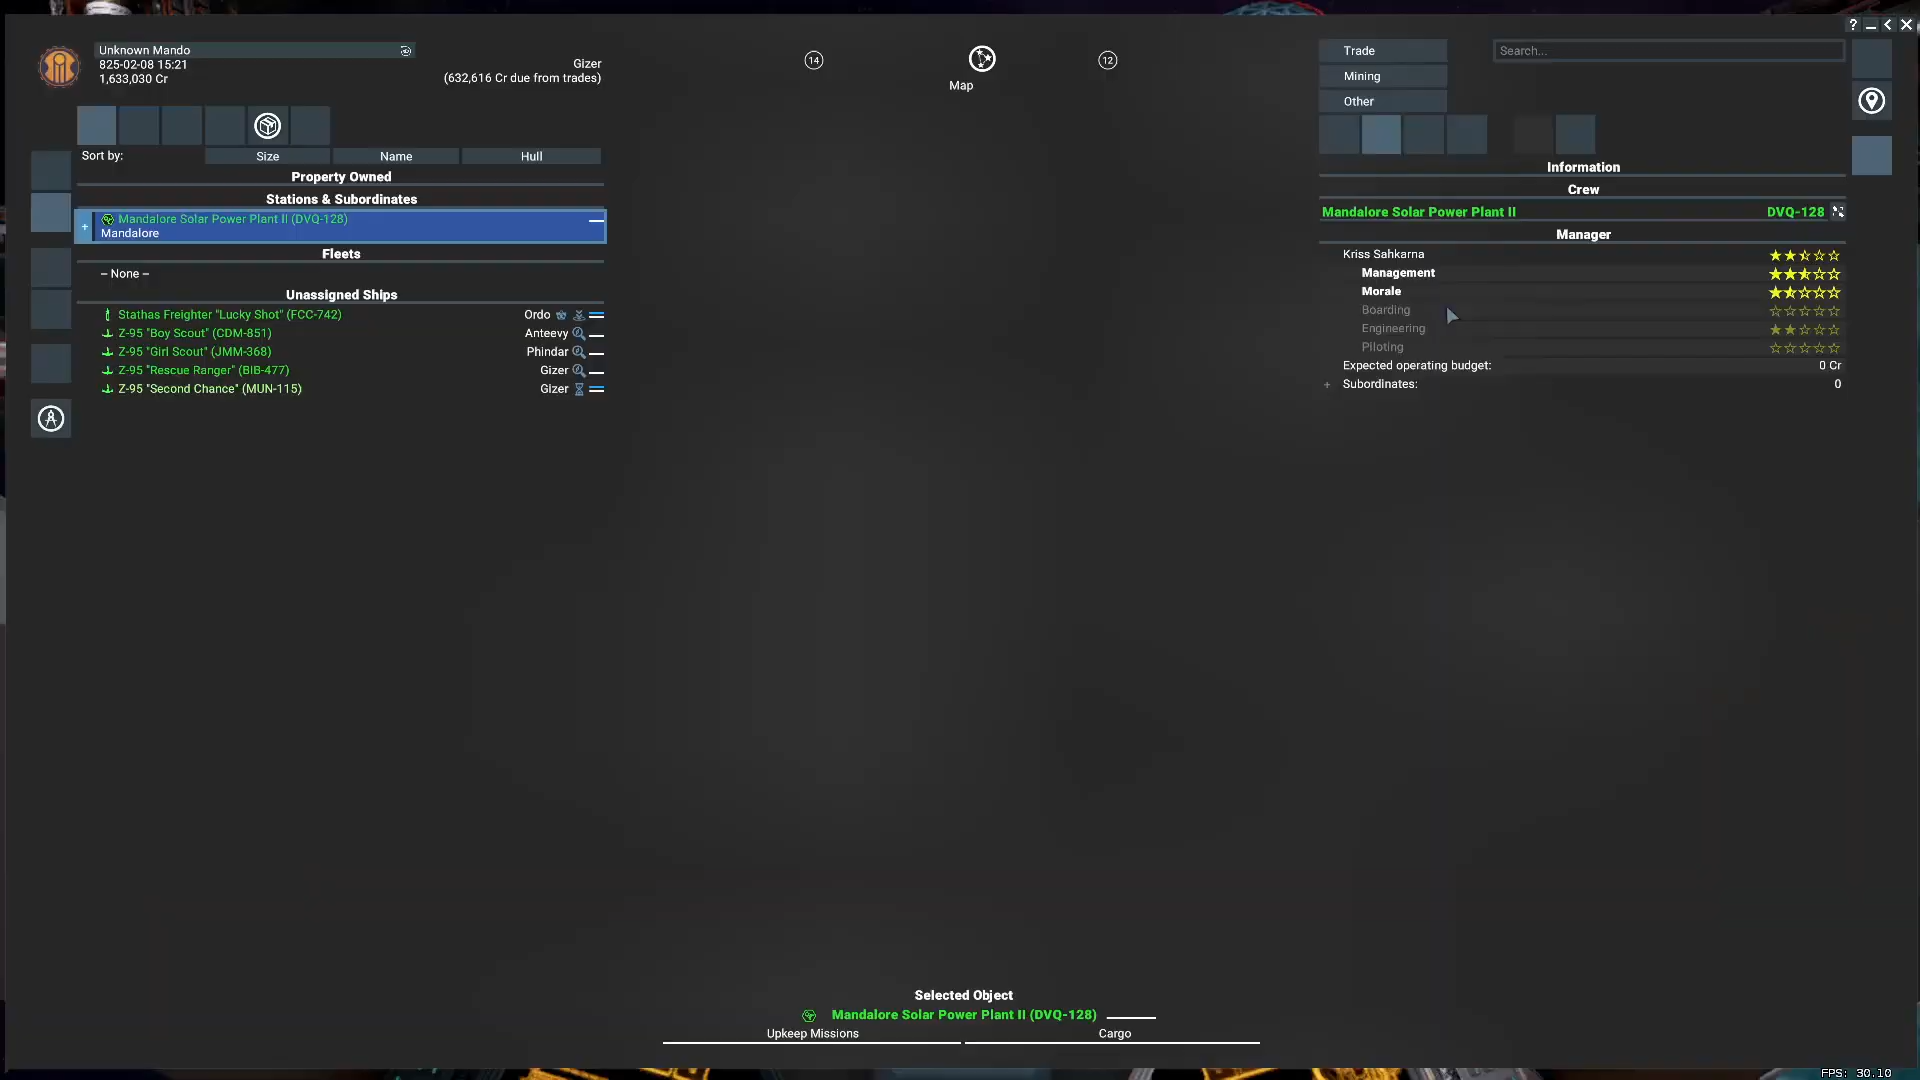 Unknown Mando
825-02-08 15:21
1,633,030 Cr
Gizer
(632,616 Cr due from trades)
14
Map
12
Trade
Mining
Other
Search...
?
Sort by:
Size
Name
Hull
Property Owned
Stations & Subordinates
+
Mandalore Solar Power Plant II (DVQ-128)
Mandalore
Fleets
– None –
Unassigned Ships
Stathas Freighter "Lucky Shot" (FCC-742) Ordo
Z-95 "Boy Scout" (CDM-851) Anteevy
Z-95 "Girl Scout" (JMM-368) Phindar
Z-95 "Rescue Ranger" (BIB-477) Gizer
Z-95 "Second Chance" (MUN-115) Gizer
Information
Crew
Mandalore Solar Power Plant II DVQ-128
Manager
Kriss Sahkarna
Management
Morale
Boarding
Engineering
Piloting
Expected operating budget: 0 Cr
+ Subordinates: 0
Selected Object
Mandalore Solar Power Plant II (DVQ-128)
Upkeep Missions
Cargo
FPS: 30.10